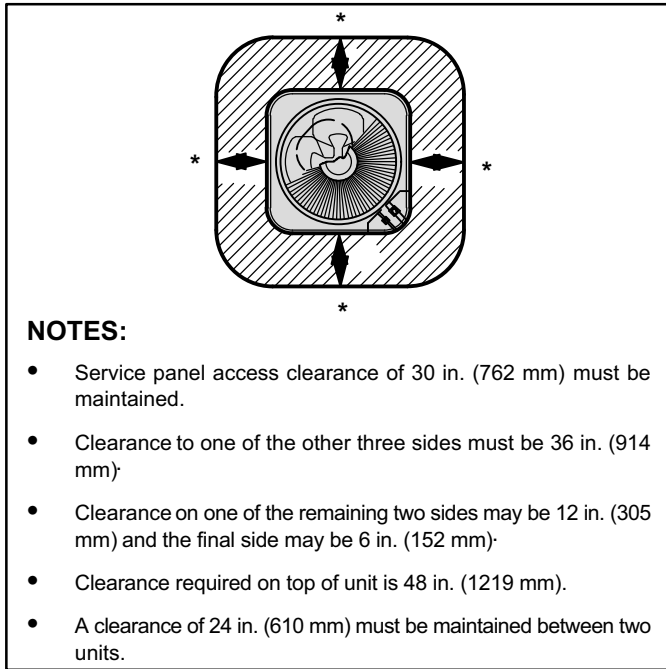 *
*
*
*
NOTES:
• Service panel access clearance of 30 in. (762 mm) must be
maintained.
• Clearance to one of the other three sides must be 36 in. (914
mm)·
• Clearance on one of the remaining two sides may be 12 in. (305
mm) and the final side may be 6 in. (152 mm)·
• Clearance required on top of unit is 48 in. (1219 mm).
• A clearance of 24 in. (610 mm) must be maintained between two
units.